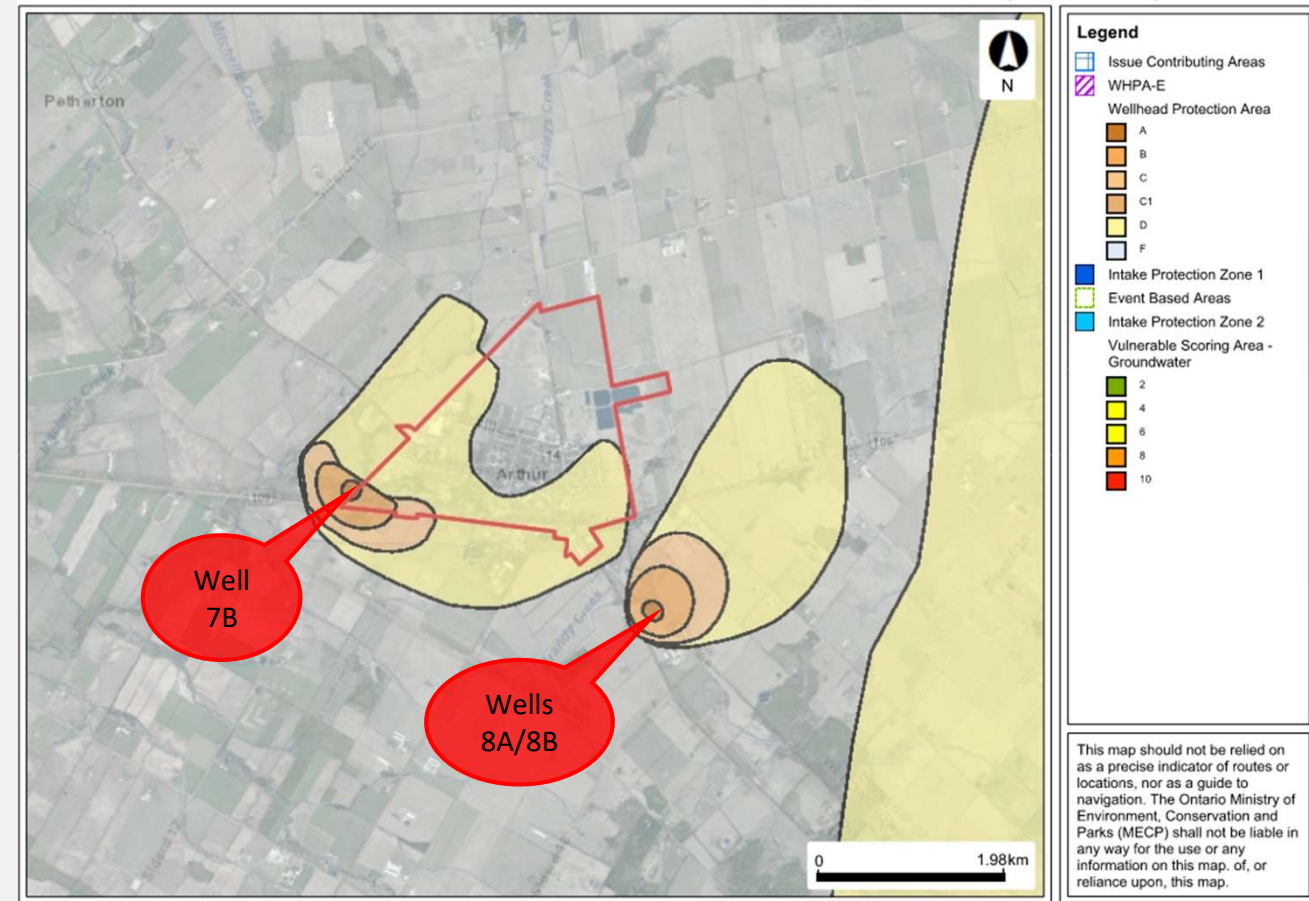 N
Petherton
Mitchell Creek
Farleys Creek
109
14
Arthur
109
Well
7B
Wells
8A/8B
0
1.98km
Legend
Issue Contributing Areas
WHPA-E
Wellhead Protection Area
A
B
C
C1
D
F
Intake Protection Zone 1
Event Based Areas
Intake Protection Zone 2
Vulnerable Scoring Area -
Groundwater
2
4
6
8
10
This map should not be relied on
as a precise indicator of routes or
locations, nor as a guide to
navigation. The Ontario Ministry of
Environment, Conservation and
Parks (MECP) shall not be liable in
any way for the use or any
information on this map. of, or
reliance upon, this map.